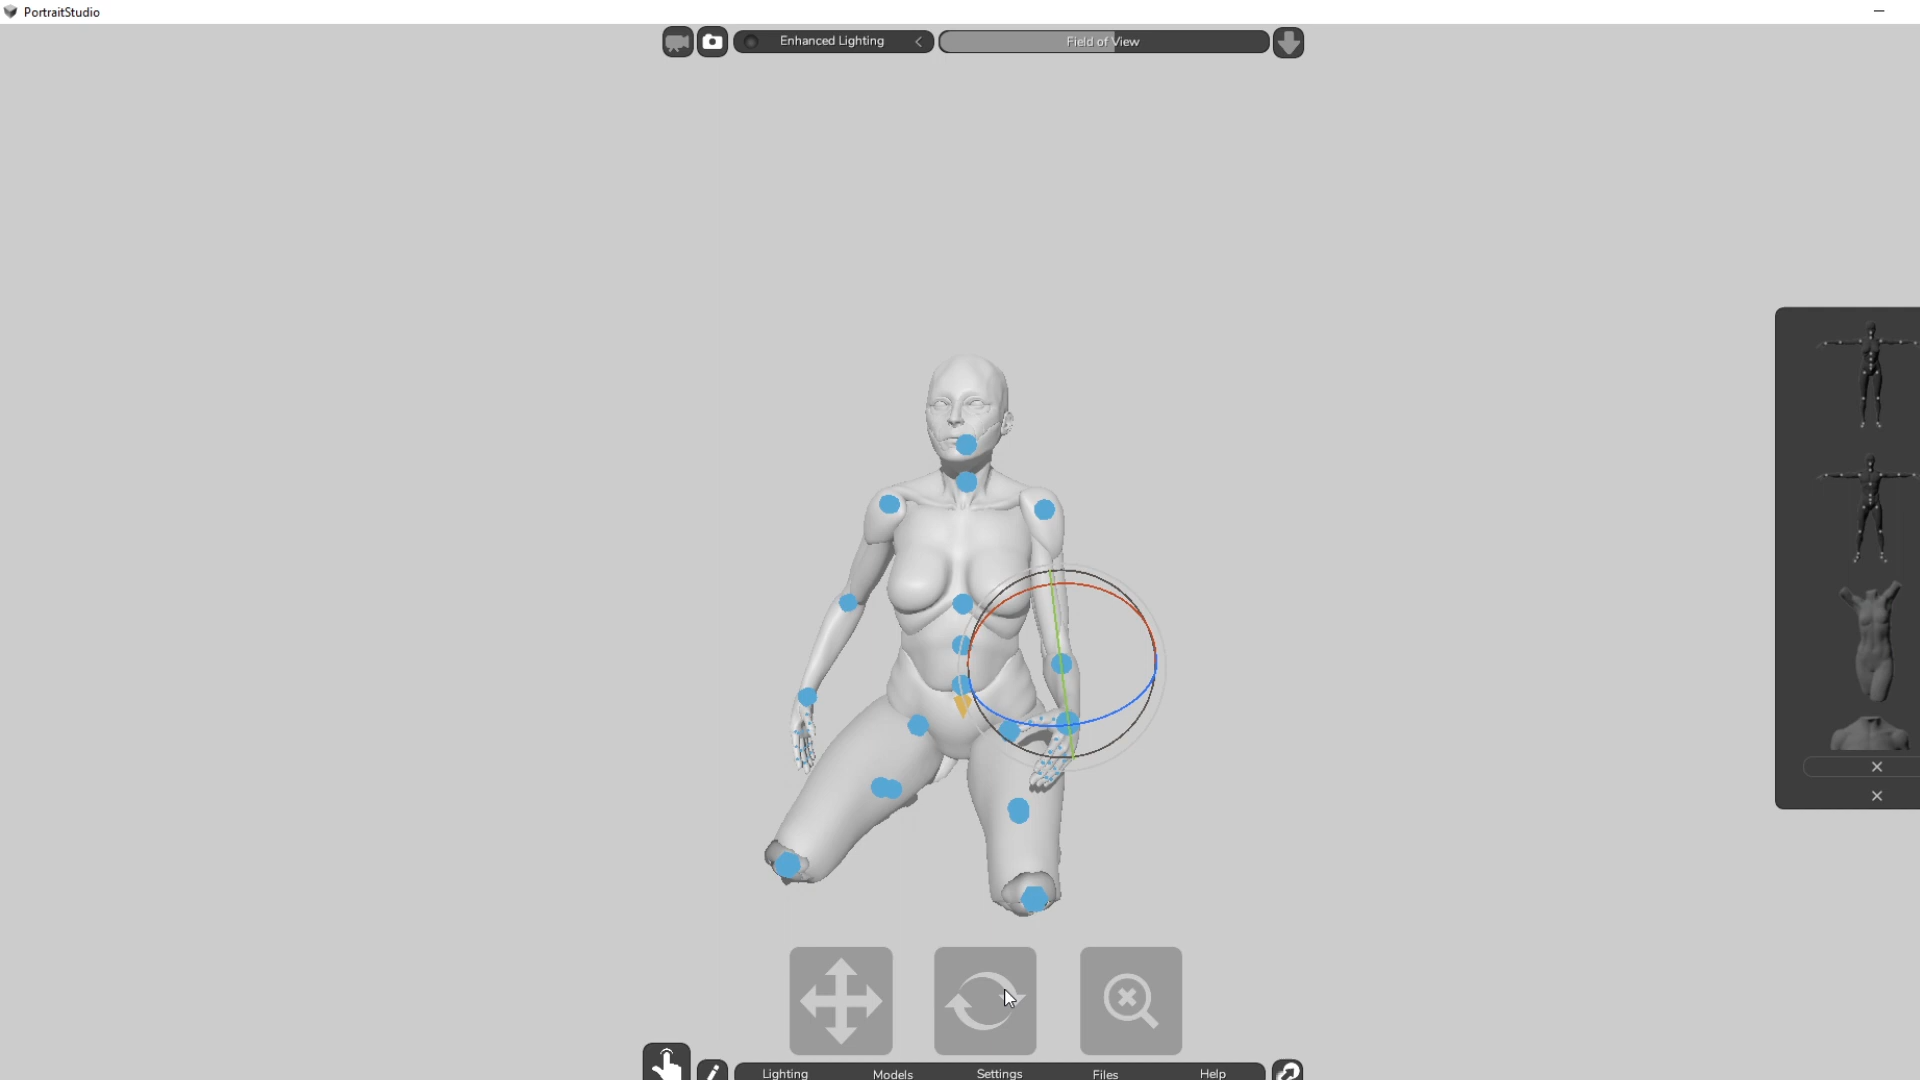 PortraitStudio
Enhanced Lighting
Field of View
Lighting
Models
Settings
Files
Help